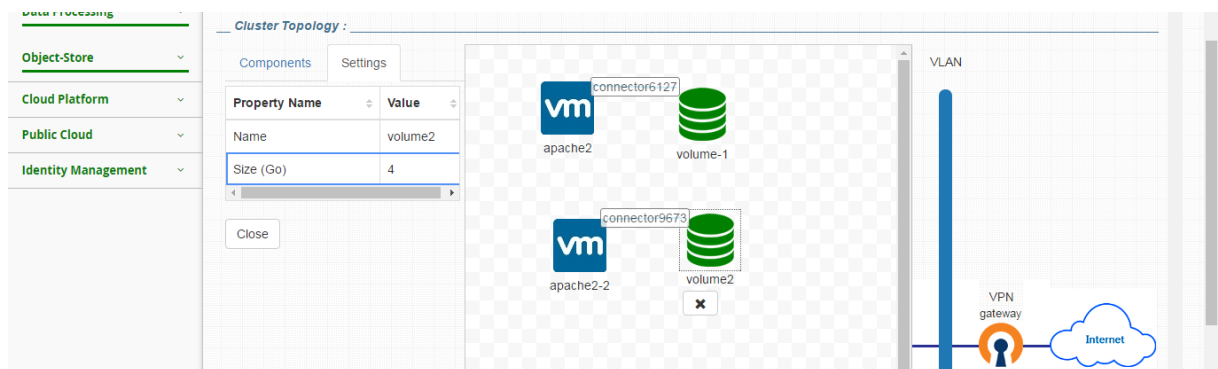 Data Processing
Object-Store
Cloud Platform
Public Cloud
Identity Management
Cluster Topology :
Components Settings
Property Name Value
Name volume2
Size (Go) 4
Close
connector6127
vm
apache2
volume-1
connector9673
vm
apache2-2
volume2
VLAN
VPN
gateway
Internet